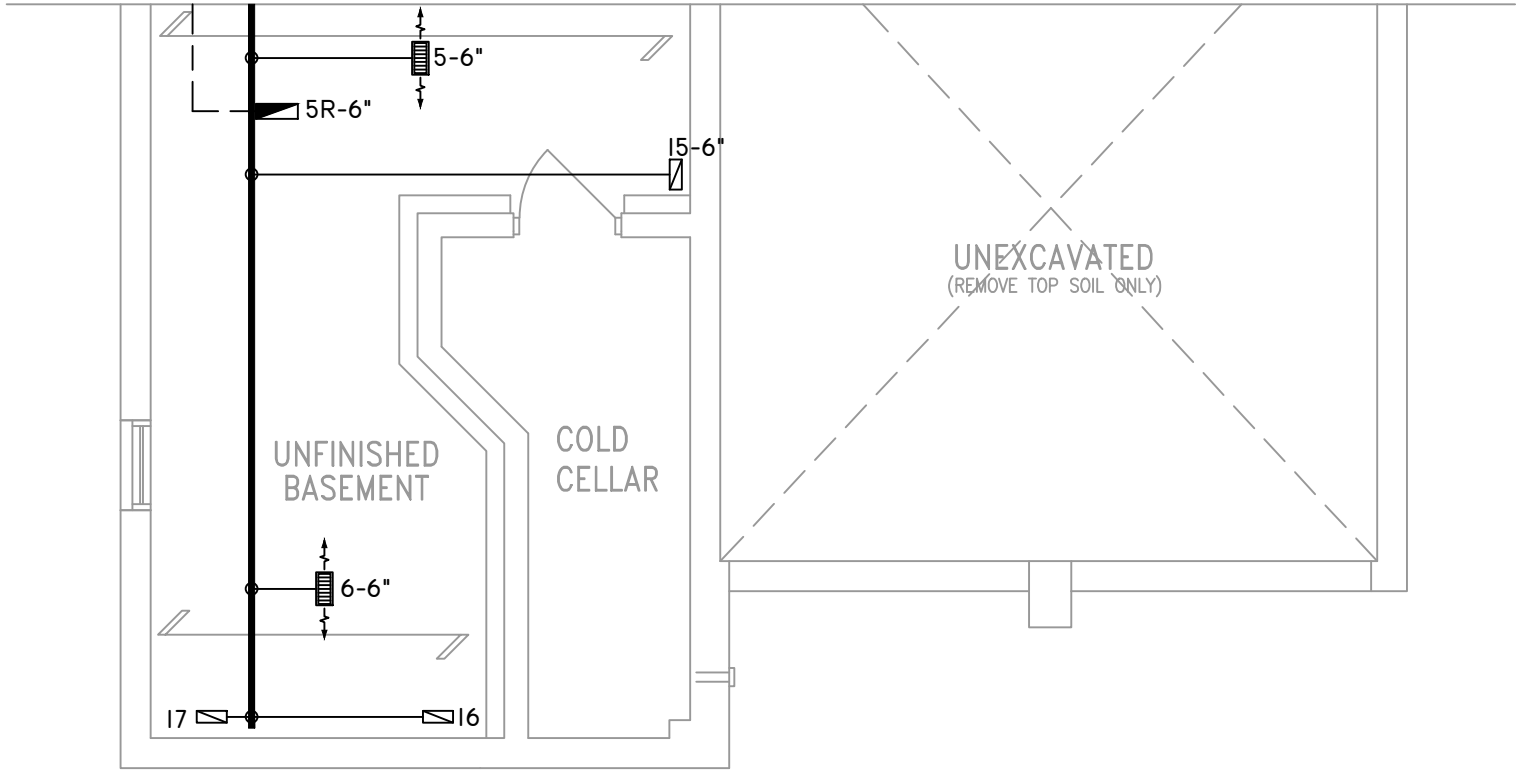 5-6"
5R-6"
15-6"
UNEXCAVATED
(REMOVE TOP SOIL ONLY)
UNFINISHED
BASEMENT
COLD
CELLAR
6-6"
17
16